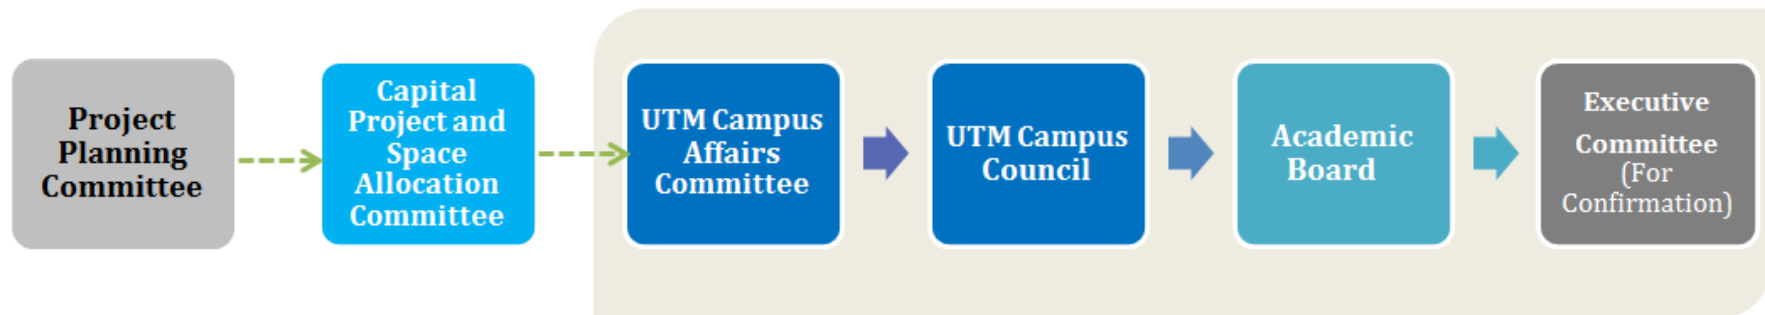 Project
Planning
Committee
Capital
Project and
Space
Allocation
Committee
UTM Campus
Affairs
Committee
UTM Campus
Council
Academic
Board
Executive
Committee
(For
Confirmation)